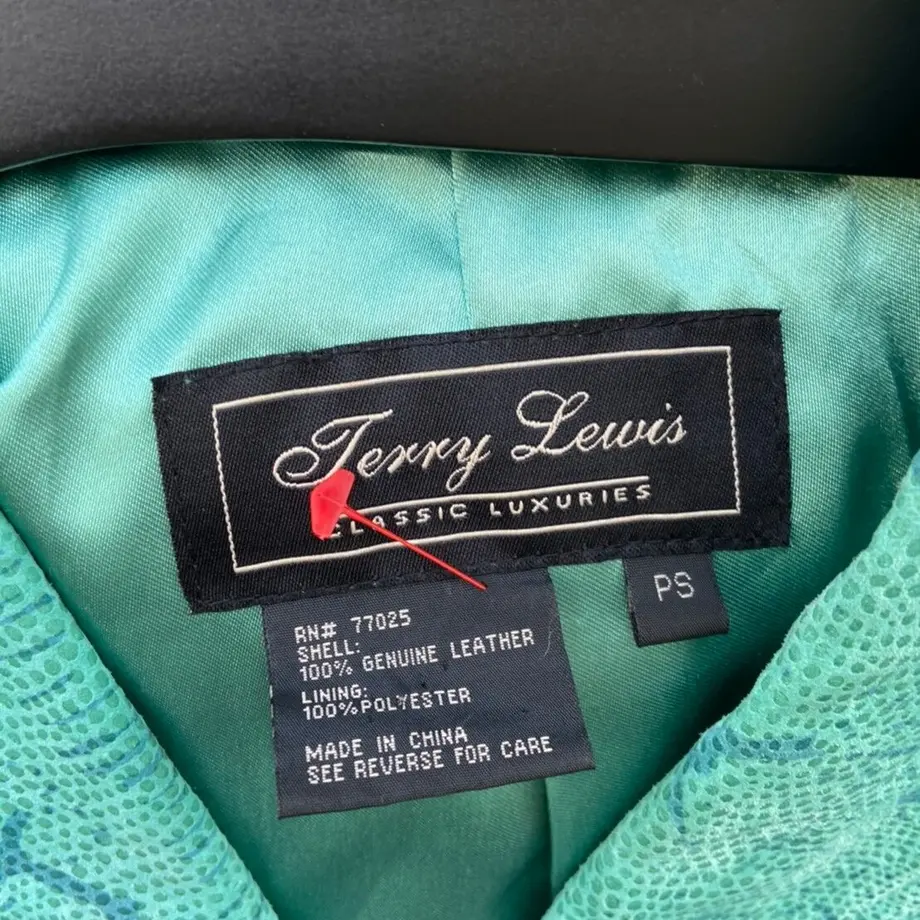 Terry Lewis
CLASSIC LUXURIES
PS
RN# 77025
SHELL:
100% GENUINE LEATHER
LINING:
100%POLYESTER
MADE IN CHINA
SEE REVERSE FOR CARE